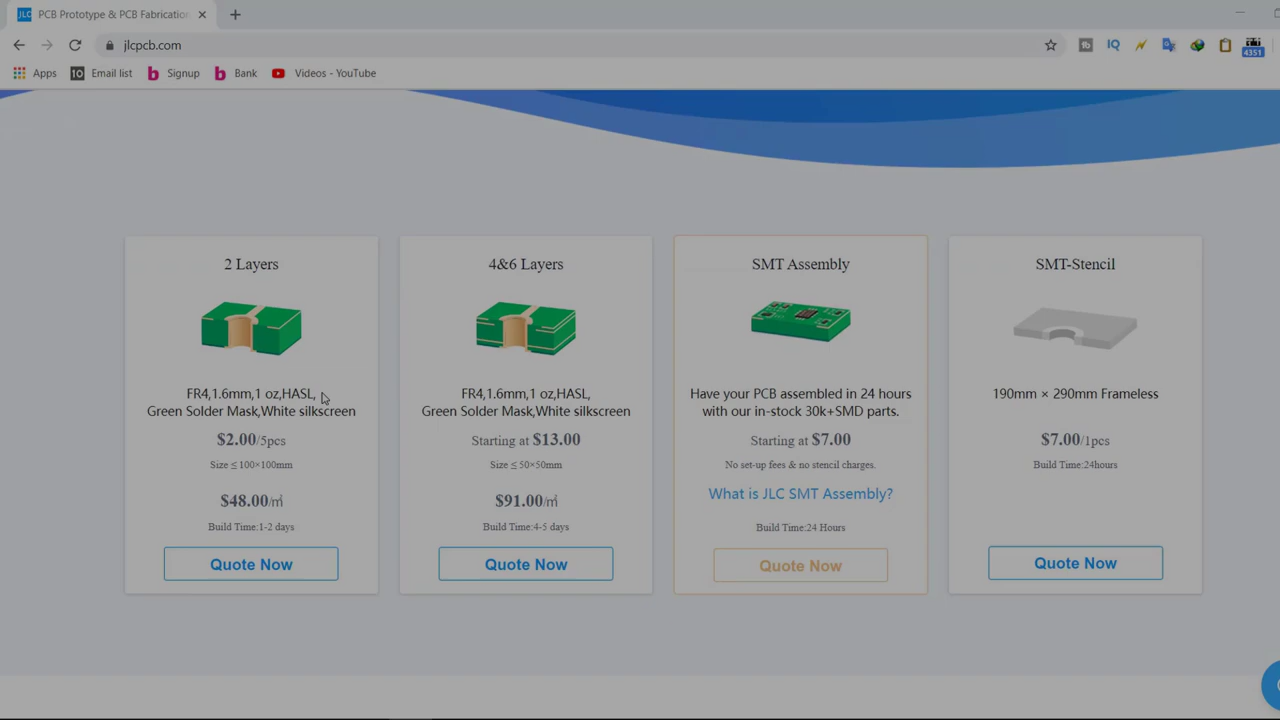 JLC PCB Prototype & PCB Fabrication
jlcpcb.com
IQ
4351
Apps
10 Email list
b Signup
b Bank
Videos - YouTube
2 Layers
FR4,1.6mm,1 oz,HASL,
Green Solder Mask,White silkscreen
$2.00/5pcs
Size ≤ 100×100mm
$48.00/㎡
Build Time:1-2 days
Quote Now
4&6 Layers
FR4,1.6mm,1 oz,HASL,
Green Solder Mask,White silkscreen
Starting at $13.00
Size ≤ 50×50mm
$91.00/㎡
Build Time:4-5 days
Quote Now
SMT Assembly
Have your PCB assembled in 24 hours
with our in-stock 30k+SMD parts.
Starting at $7.00
No set-up fees & no stencil charges.
What is JLC SMT Assembly?
Build Time:24 Hours
Quote Now
SMT-Stencil
190mm × 290mm Frameless
$7.00/1pcs
Build Time:24hours
Quote Now